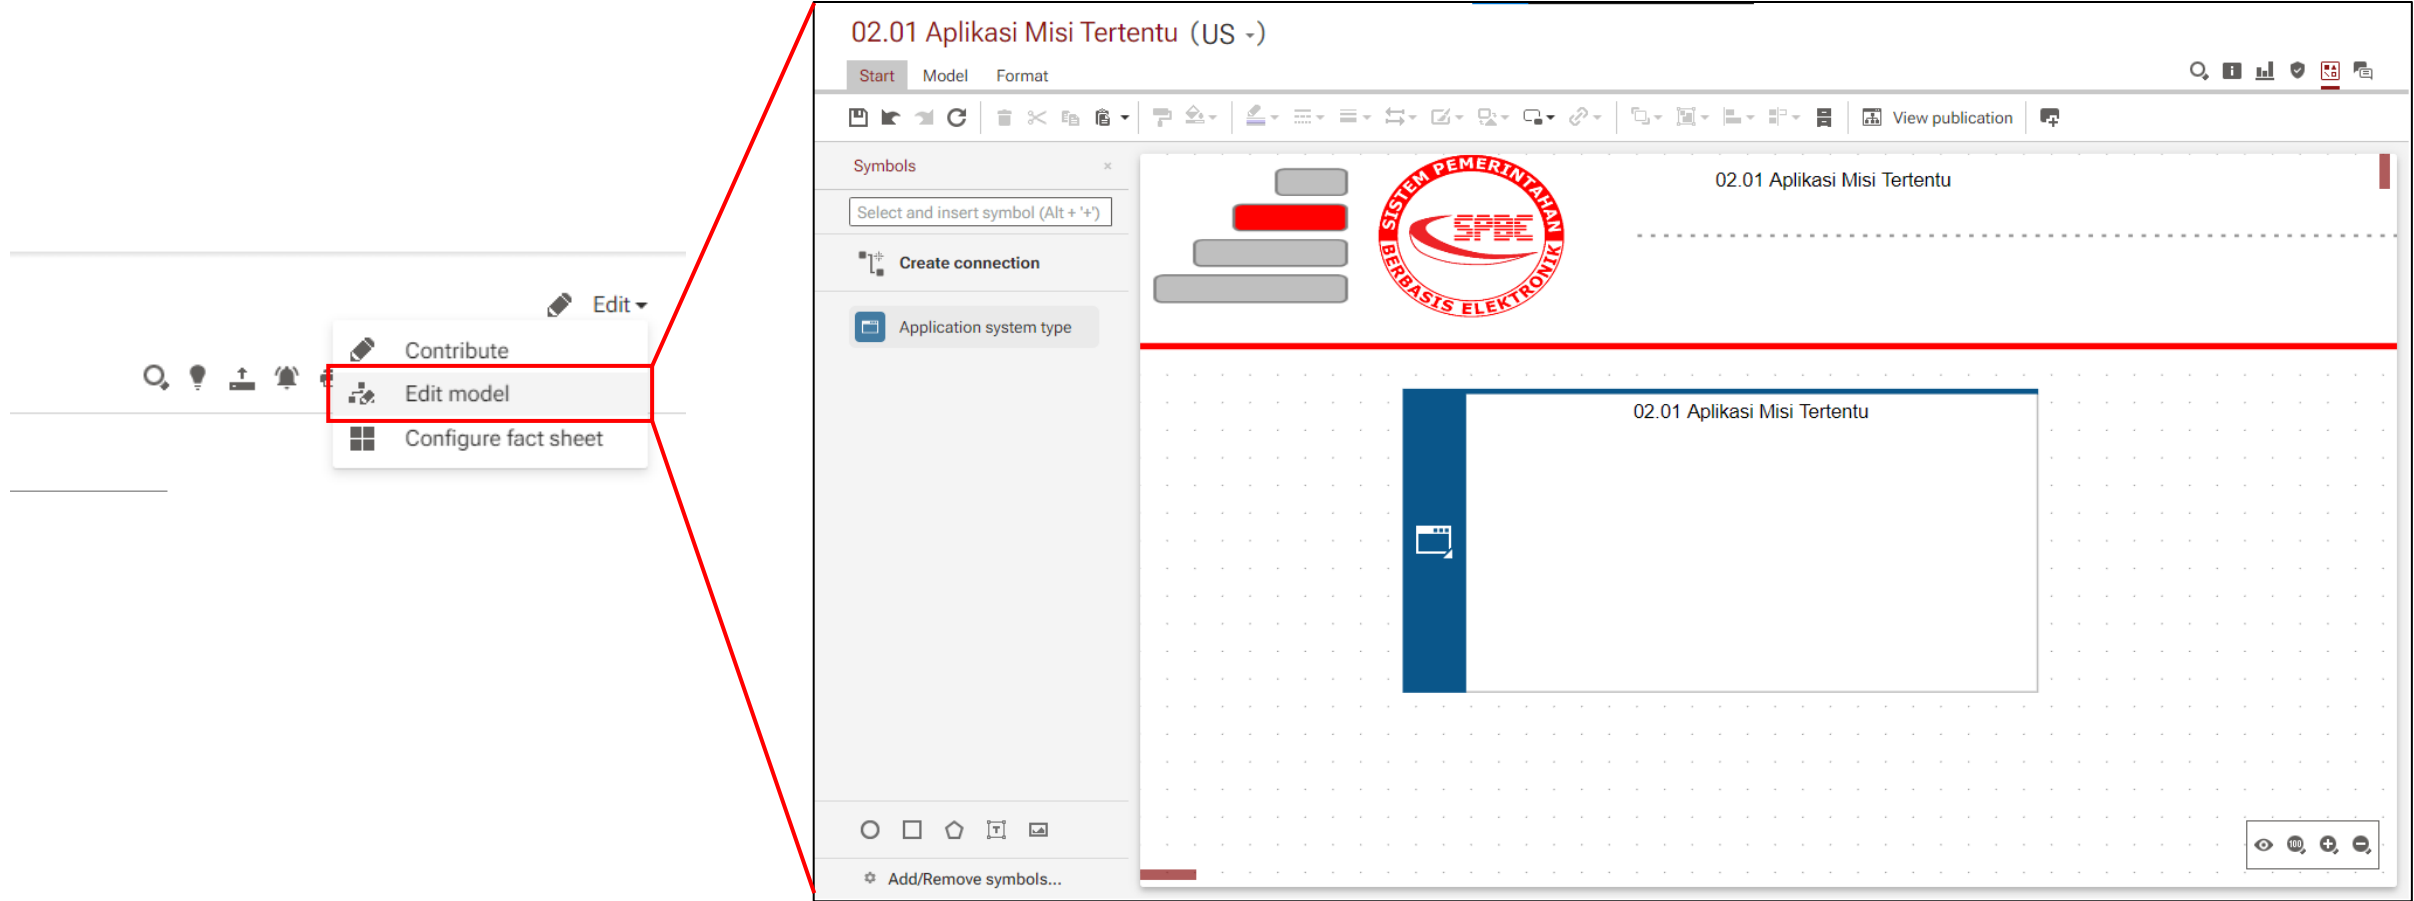 Edit
Contribute
Edit model
Configure fact sheet
02.01 Aplikasi Misi Tertentu (US -)
Start Model Format
View publication
Symbols ×
Select and insert symbol (Alt + '+')
Create connection
Application system type
Add/Remove symbols...
SISTEM PEMERINTAHAN
SPBE
BERBASIS ELEKTRONIK
02.01 Aplikasi Misi Tertentu
02.01 Aplikasi Misi Tertentu
100